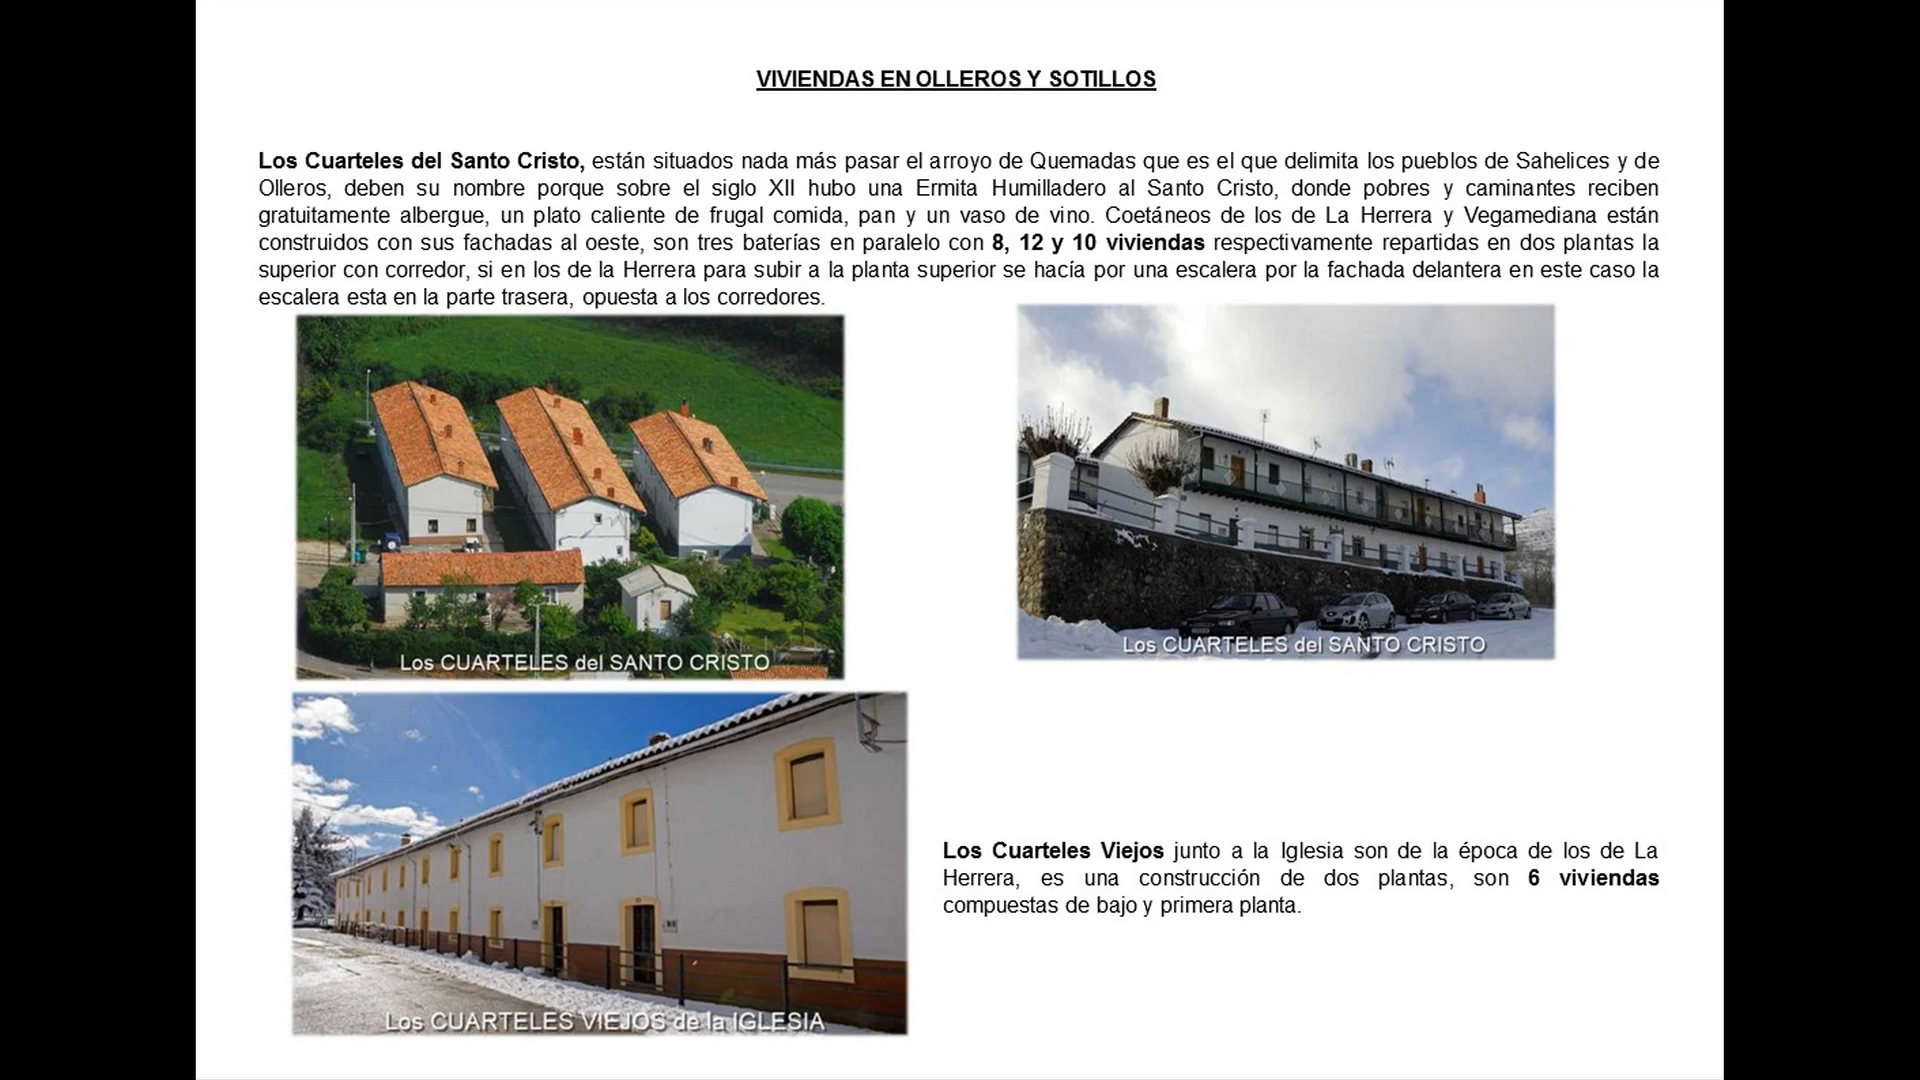 VIVIENDAS EN OLLEROS Y SOTILLOS
Los Cuarteles del Santo Cristo, están situados nada más pasar el arroyo de Quemadas que es el que delimita los pueblos de Sahelices y de
Olleros, deben su nombre porque sobre el siglo XII hubo una Ermita Humilladero al Santo Cristo, donde pobres y caminantes reciben
gratuitamente albergue, un plato caliente de frugal comida, pan y un vaso de vino. Coetáneos de los de La Herrera y Vegamediana están
construidos con sus fachadas al oeste, son tres baterías en paralelo con 8, 12 y 10 viviendas respectivamente repartidas en dos plantas la
superior con corredor, si en los de la Herrera para subir a la planta superior se hacía por una escalera por la fachada delantera en este caso la
escalera esta en la parte trasera, opuesta a los corredores.
Los CUARTELES del SANTO CRISTO
Los CUARTELES del SANTO CRISTO
Los CUARTELES VIEJOS de la IGLESIA
Los Cuarteles Viejos junto a la Iglesia son de la época de los de La
Herrera, es una construcción de dos plantas, son 6 viviendas
compuestas de bajo y primera planta.